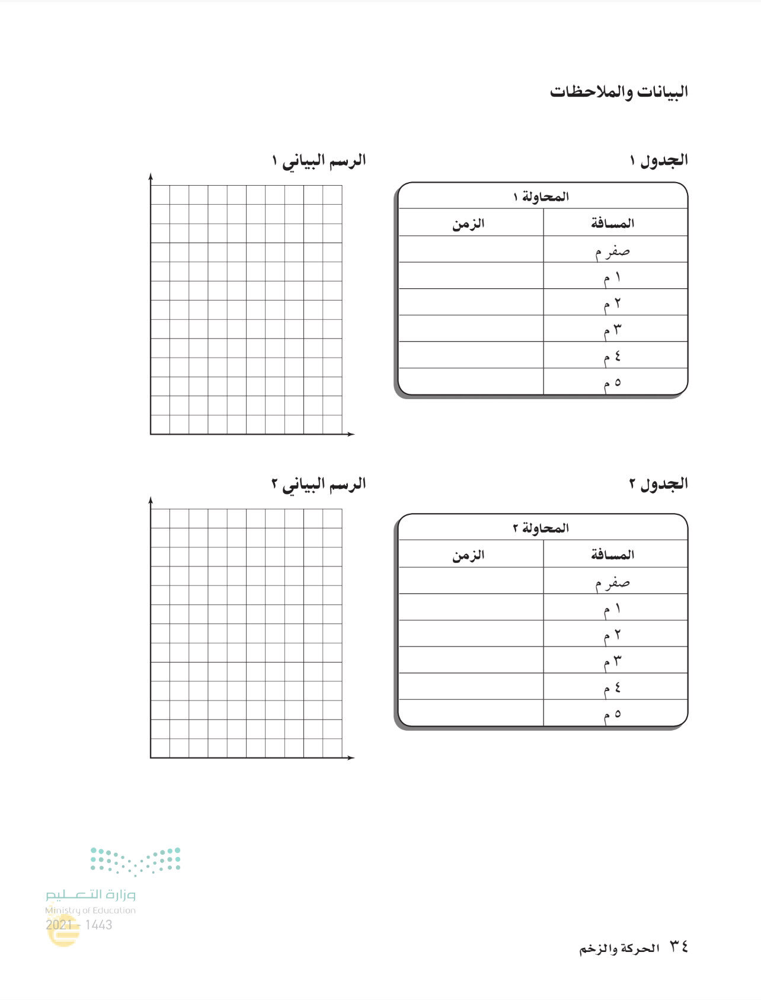 البيانات والملاحظات
الجدول ١
المحاولة ١
المسافة الزمن
صفر م
١ م
٢ م
٣ م
٤ م
٥ م
الرسم البياني ١
الجدول ٢
المحاولة ٢
المسافة الزمن
صفر م
١ م
٢ م
٣ م
٤ م
٥ م
الرسم البياني ٢
وزارة التعليم
Ministry of Education
2021 - 1443
٣٤ الحركة والزخم